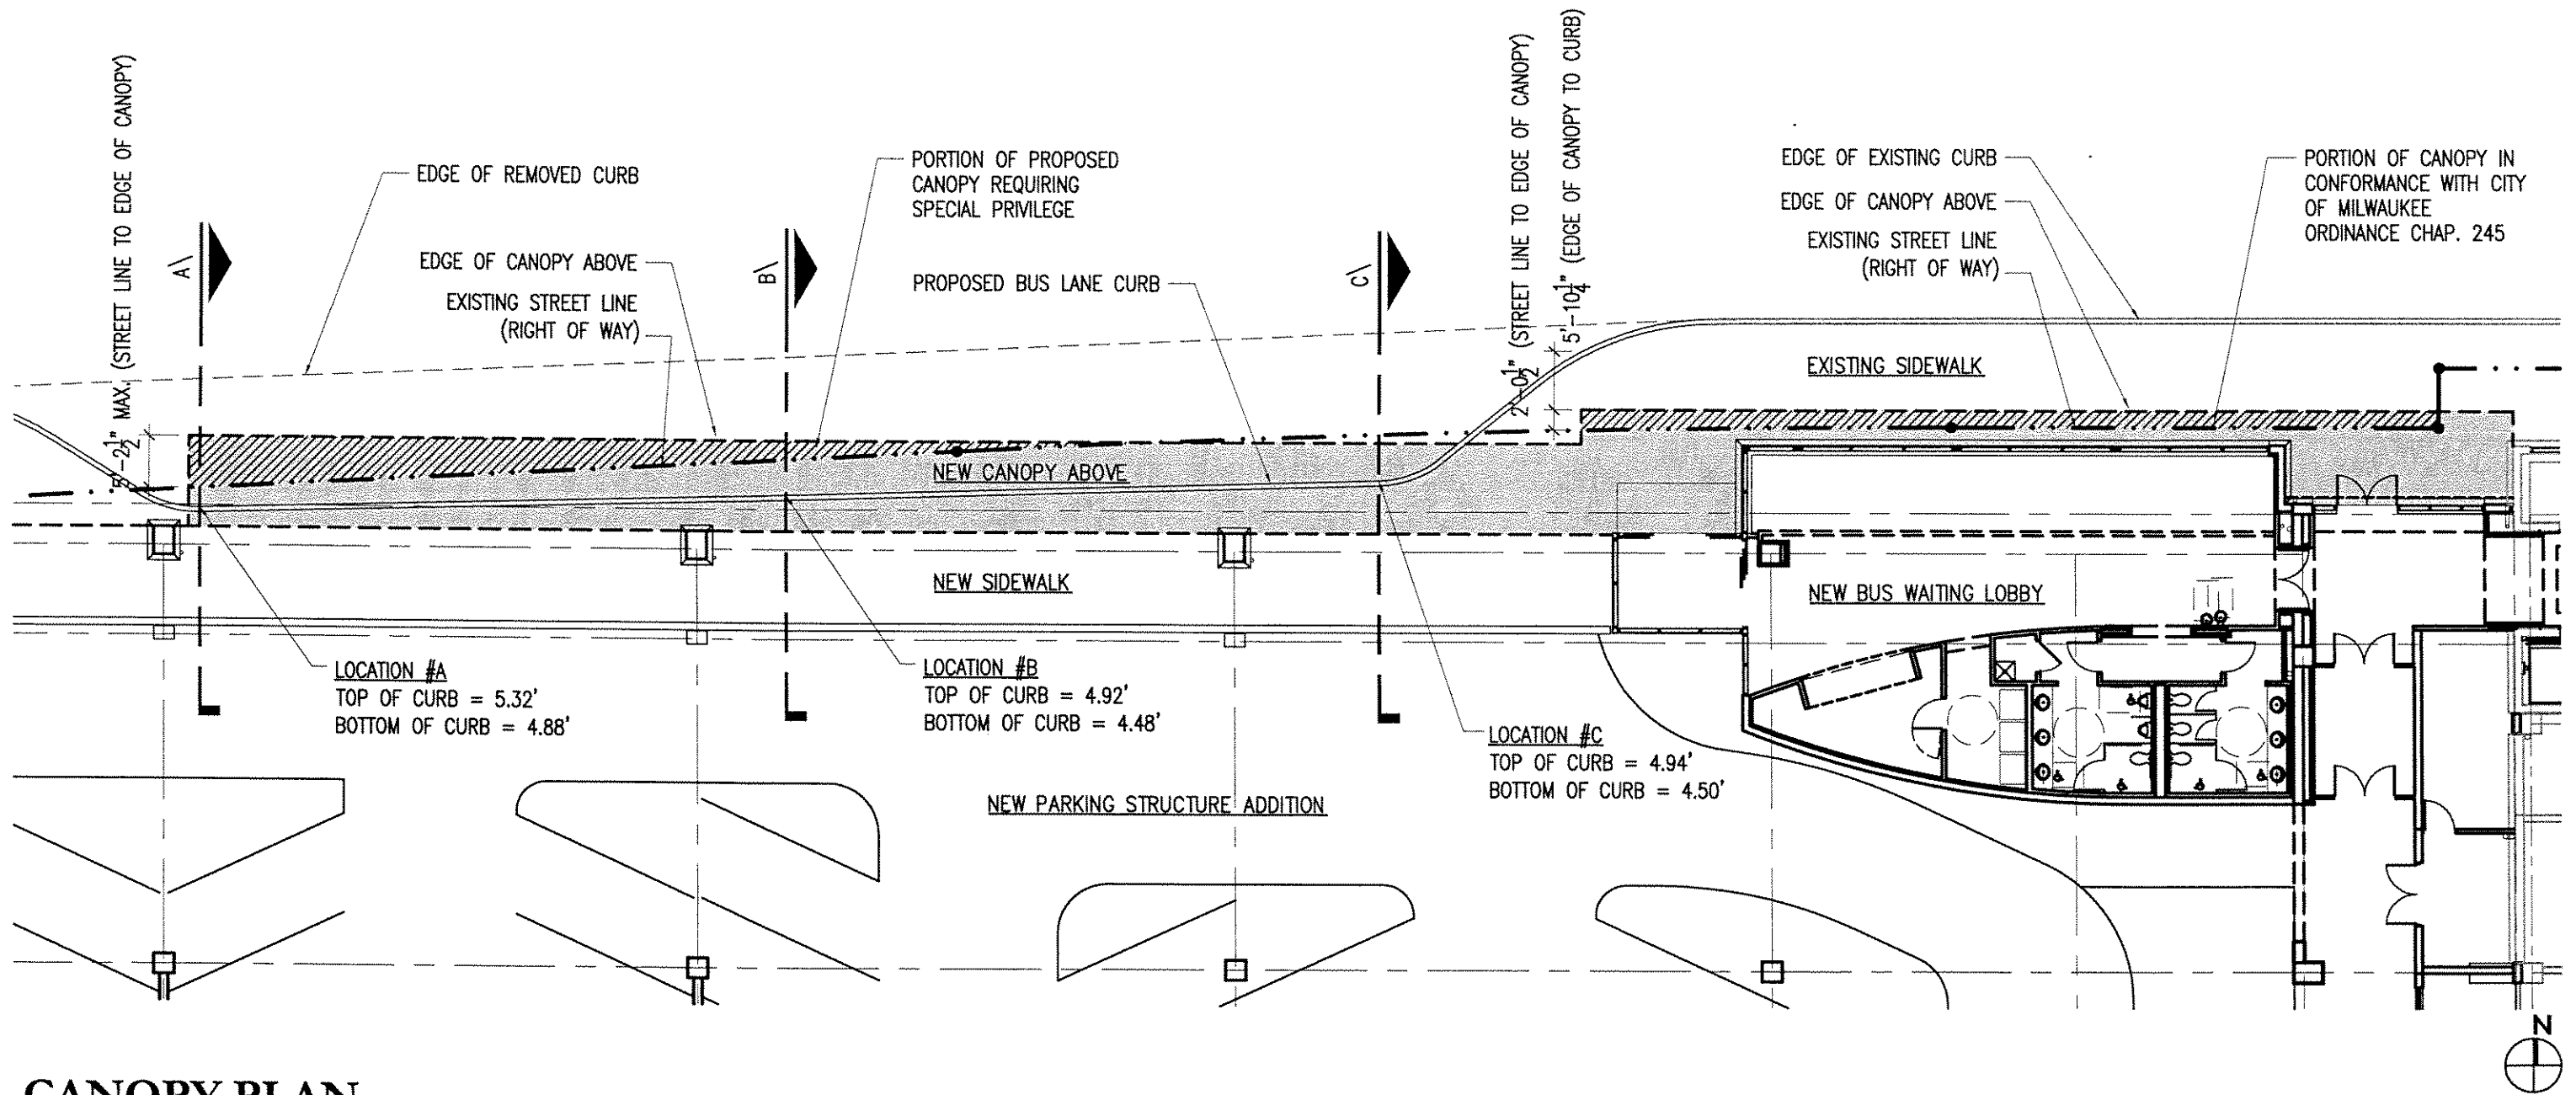 5'-2½" MAX. (STREET LINE TO EDGE OF CANOPY)
EDGE OF REMOVED CURB
A
EDGE OF CANOPY ABOVE
EXISTING STREET LINE
(RIGHT OF WAY)
B
PORTION OF PROPOSED
CANOPY REQUIRING
SPECIAL PRIVILEGE
PROPOSED BUS LANE CURB
C
2'-0½" (STREET LINE TO EDGE OF CANOPY)
5'-10¼" (EDGE OF CANOPY TO CURB)
EDGE OF EXISTING CURB
EDGE OF CANOPY ABOVE
EXISTING STREET LINE
(RIGHT OF WAY)
PORTION OF CANOPY IN
CONFORMANCE WITH CITY
OF MILWAUKEE
ORDINANCE CHAP. 245
EXISTING SIDEWALK
NEW CANOPY ABOVE
NEW SIDEWALK
NEW BUS WAITING LOBBY
LOCATION #A
TOP OF CURB = 5.32'
BOTTOM OF CURB = 4.88'
LOCATION #B
TOP OF CURB = 4.92'
BOTTOM OF CURB = 4.48'
LOCATION #C
TOP OF CURB = 4.94'
BOTTOM OF CURB = 4.50'
NEW PARKING STRUCTURE ADDITION
N
CANOPY PLAN